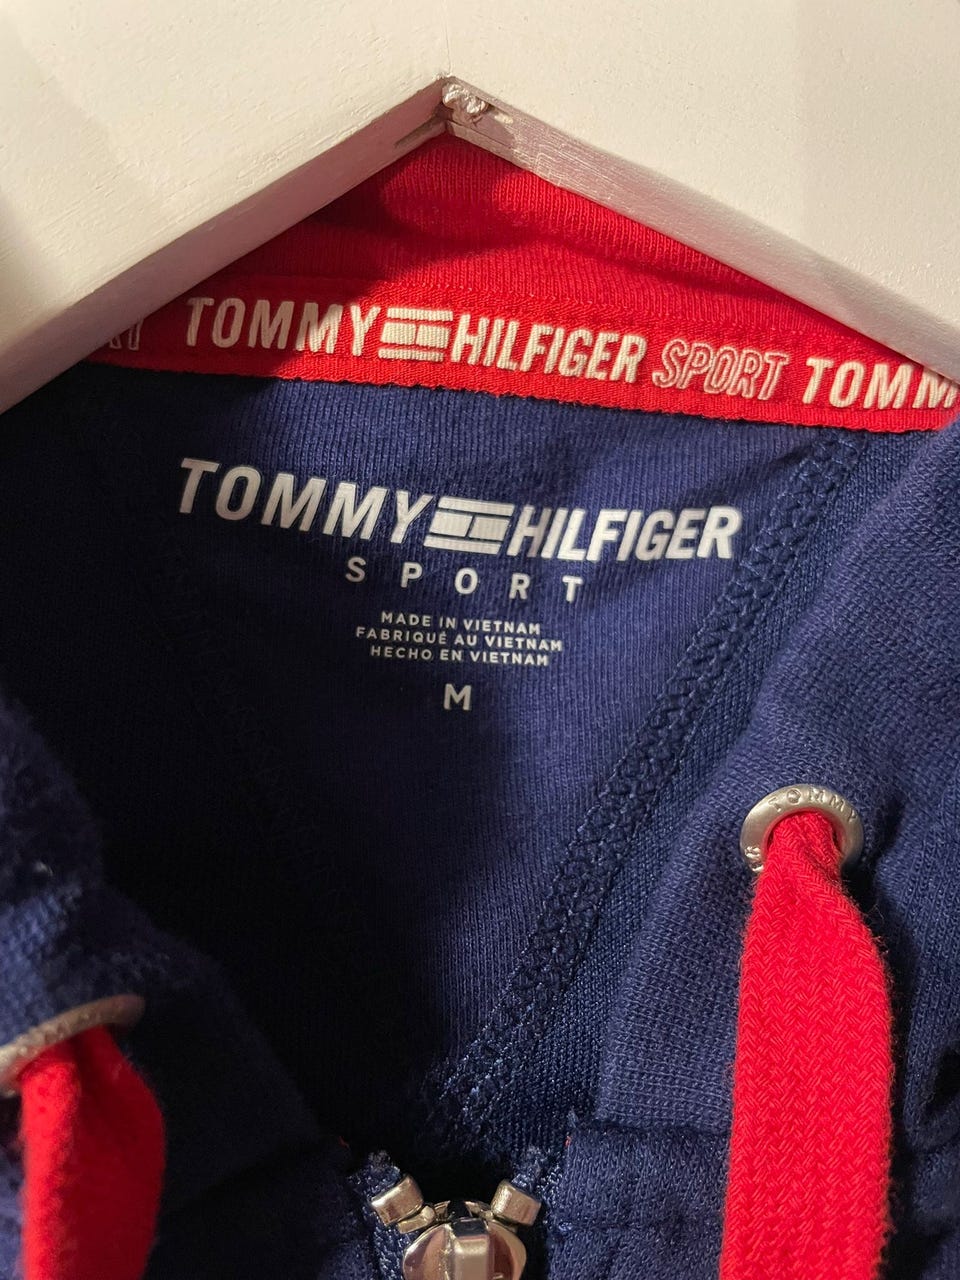 TOMMY HILFIGER SPORT TOMM
TOMMY HILFIGER
SPORT
MADE IN VIETNAM
FABRIQUÉ AU VIETNAM
HECHO EN VIETNAM
M
TOMMY